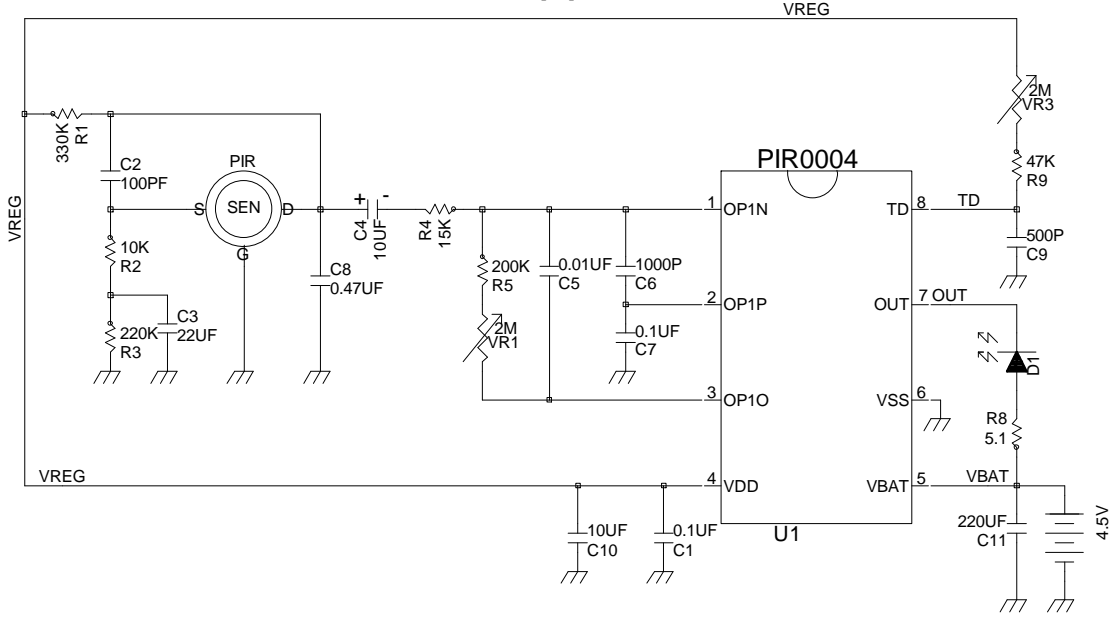 VREG
VREG
330K
R1
C2
100PF
PIR
S
SEN
D
G
10K
R2
220K
R3
C3
22UF
C8
0.47UF
+
-
C4
10UF
R4
15K
200K
R5
2M
VR1
0.01UF
C5
1000P
C6
0.1UF
C7
PIR0004
1 OP1N
2 OP1P
3 OP1O
4 VDD
TD 8
OUT 7
VSS 6
VBAT 5
U1
TD
OUT
VBAT
2M
VR3
47K
R9
500P
C9
D1
R8
5.1
220UF
C11
4.5V
VREG
10UF
C10
0.1UF
C1